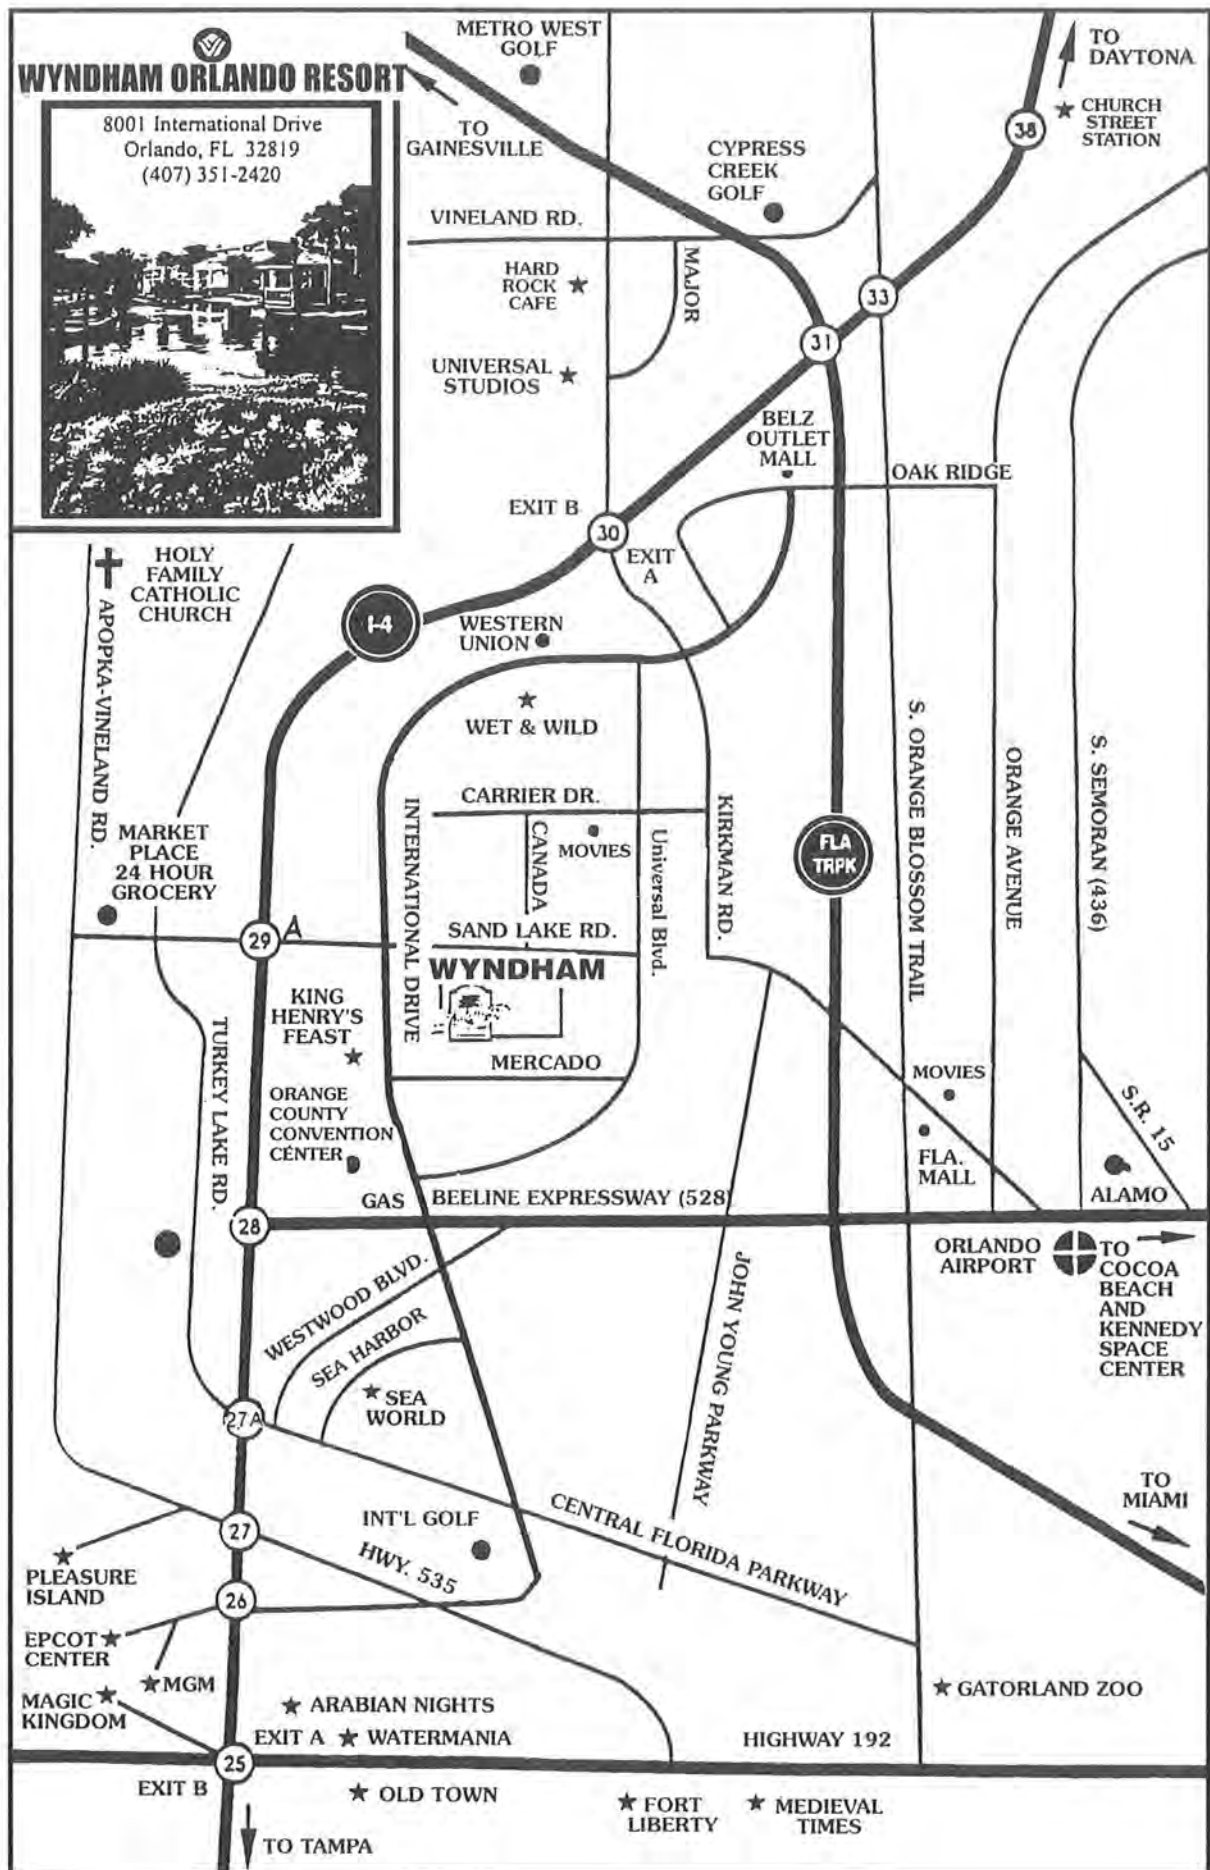 WYNDHAM ORLANDO RESORT
8001 International Drive
Orlando, FL 32819
(407) 351-2420
METRO WEST
GOLF
TO
DAYTONA
CHURCH
STREET
STATION
38
TO
GAINESVILLE
CYPRESS
CREEK
GOLF
VINELAND RD.
HARD
ROCK
CAFE
MAJOR
33
31
UNIVERSAL
STUDIOS
BELZ
OUTLET
MALL
OAK RIDGE
EXIT B
30
EXIT
A
HOLY
FAMILY
CATHOLIC
CHURCH
APOPKA-VINELAND RD.
I-4
WESTERN
UNION
WET & WILD
S. ORANGE BLOSSOM TRAIL
ORANGE AVENUE
S. SEMORAN (436)
CARRIER DR.
INTERNATIONAL DRIVE
CANADA
MOVIES
Universal Blvd.
KIRKMAN RD.
FLA
TRPK
MARKET
PLACE
24 HOUR
GROCERY
29
A
SAND LAKE RD.
WYNDHAM
KING
HENRY'S
FEAST
TURKEY LAKE RD.
MERCADO
MOVIES
S.R. 15
ORANGE
COUNTY
CONVENTION
CENTER
FLA.
MALL
ALAMO
GAS
BEELINE EXPRESSWAY (528)
28
ORLANDO
AIRPORT
TO
COCOA
BEACH
AND
KENNEDY
SPACE
CENTER
WESTWOOD BLVD.
SEA HARBOR
JOHN YOUNG PARKWAY
SEA
WORLD
27A
TO
MIAMI
INT'L GOLF
CENTRAL FLORIDA PARKWAY
27
HWY. 535
PLEASURE
ISLAND
26
EPCOT
CENTER
MGM
MAGIC
KINGDOM
ARABIAN NIGHTS
GATORLAND ZOO
EXIT A
WATERMANIA
HIGHWAY 192
25
EXIT B
OLD TOWN
FORT
LIBERTY
MEDIEVAL
TIMES
TO TAMPA